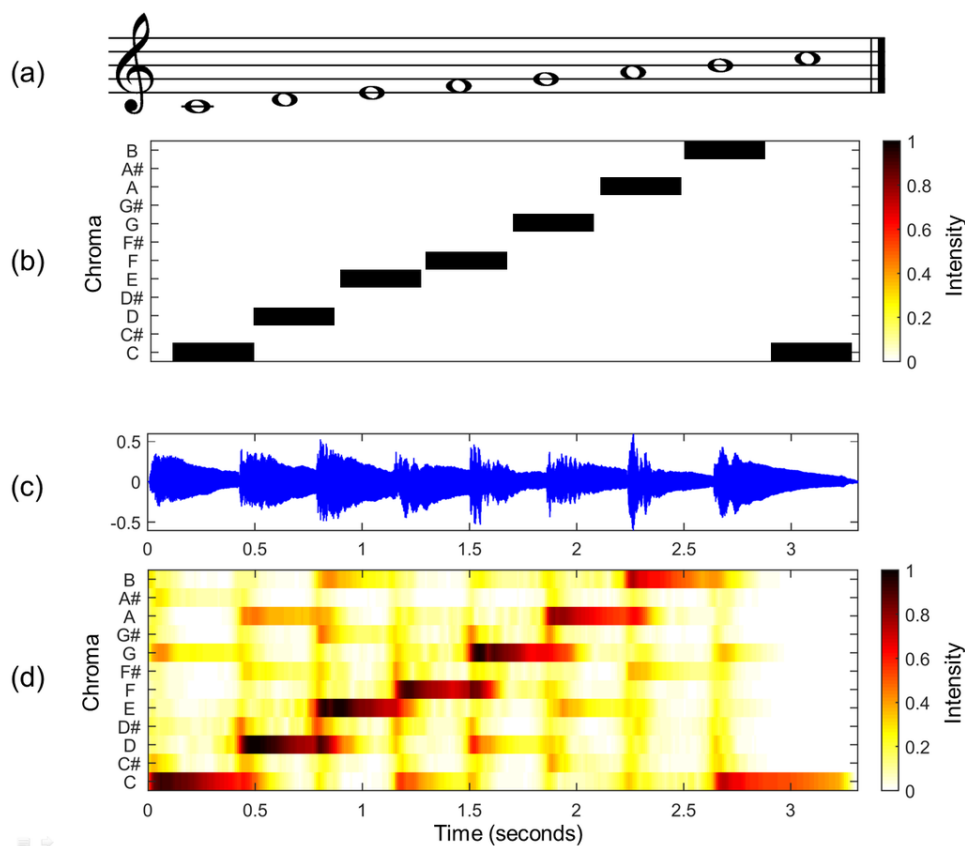 (a)
(b)
Chroma
B
A#
A
G#
G
F#
F
E
D#
D
C#
C
1
0.8
0.6
0.4
0.2
0
Intensity
(c)
0.5
0
-0.5
0 0.5 1 1.5 2 2.5 3
(d)
Chroma
B
A#
A
G#
G
F#
F
E
D#
D
C#
C
0 0.5 1 1.5 2 2.5 3
Time (seconds)
1
0.8
0.6
0.4
0.2
0
Intensity